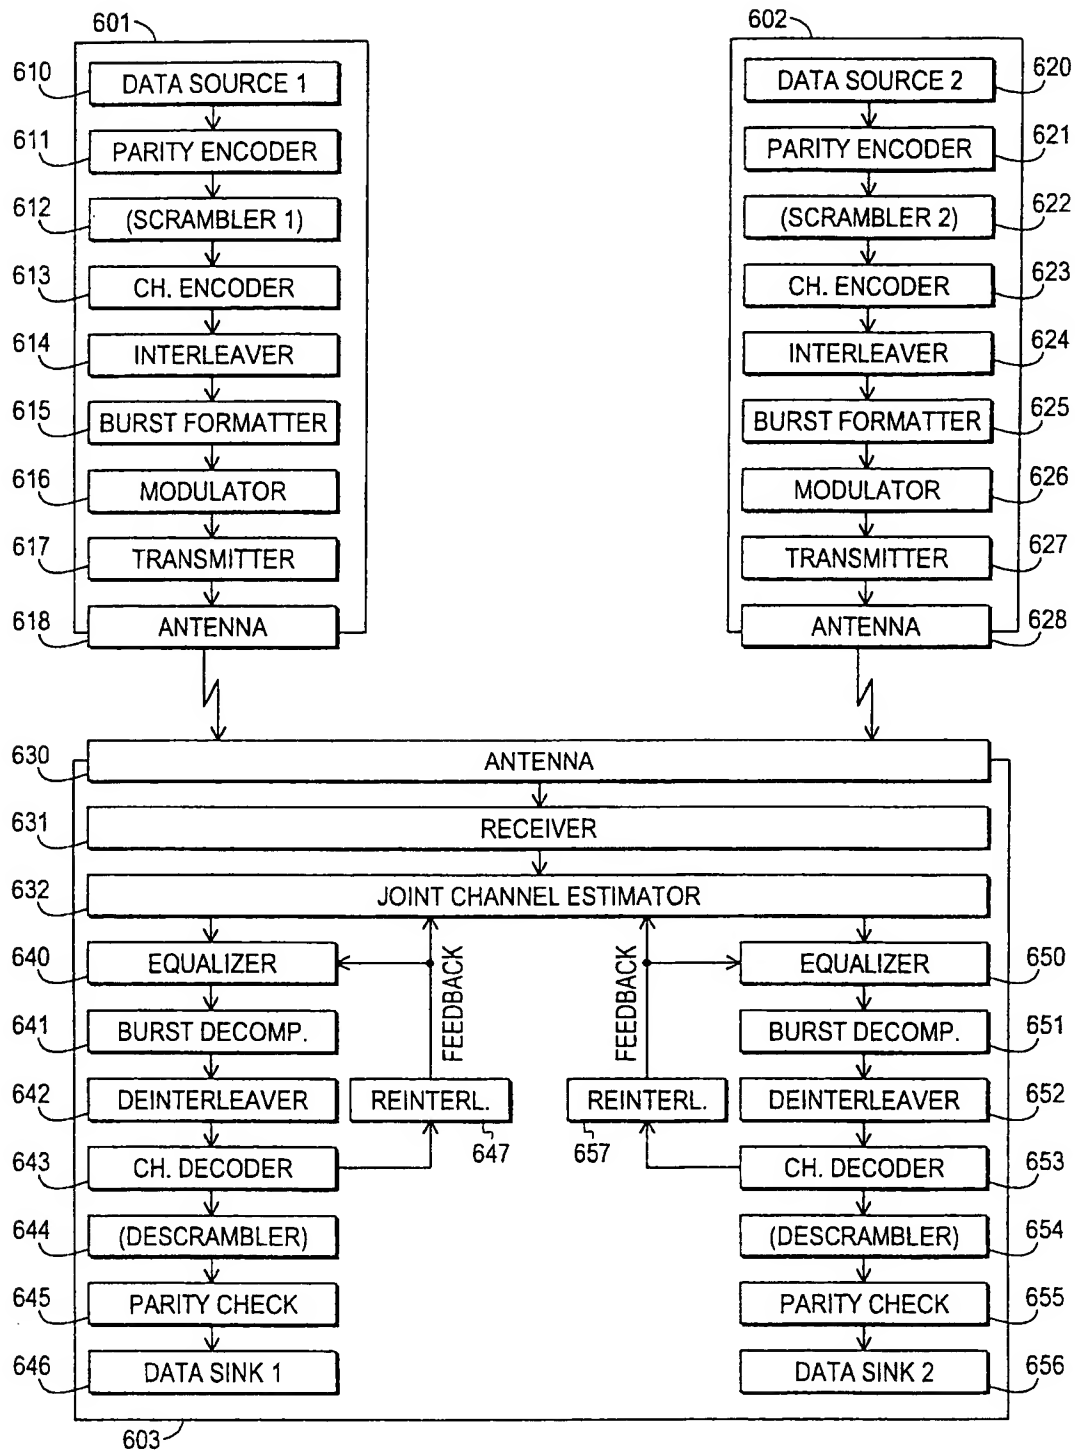 601
610 DATA SOURCE 1
611 PARITY ENCODER
612 (SCRAMBLER 1)
613 CH. ENCODER
614 INTERLEAVER
615 BURST FORMATTER
616 MODULATOR
617 TRANSMITTER
618 ANTENNA
602
DATA SOURCE 2 620
PARITY ENCODER 621
(SCRAMBLER 2) 622
CH. ENCODER 623
INTERLEAVER 624
BURST FORMATTER 625
MODULATOR 626
TRANSMITTER 627
ANTENNA 628
630 ANTENNA
631 RECEIVER
632 JOINT CHANNEL ESTIMATOR
640 EQUALIZER
641 BURST DECOMP.
642 DEINTERLEAVER
643 CH. DECODER
644 (DESCRAMBLER)
645 PARITY CHECK
646 DATA SINK 1
FEEDBACK
REINTERL.
647
FEEDBACK
REINTERL.
657
EQUALIZER 650
BURST DECOMP. 651
DEINTERLEAVER 652
CH. DECODER 653
(DESCRAMBLER) 654
PARITY CHECK 655
DATA SINK 2 656
603